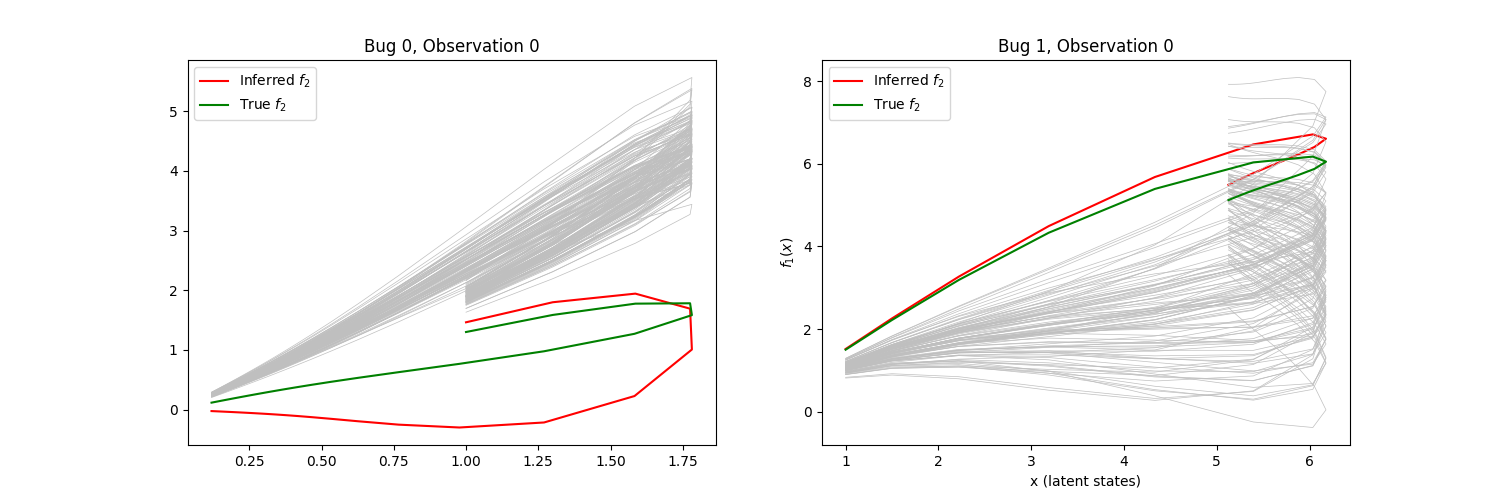 Bug 0, Observation 0
Inferred f₂
True f₂
5
4
3
2
1
0
0.25 0.50 0.75 1.00 1.25 1.50 1.75
Bug 1, Observation 0
Inferred f₂
True f₂
8
6
4
2
0
f₁(x)
1 2 3 4 5 6
x (latent states)